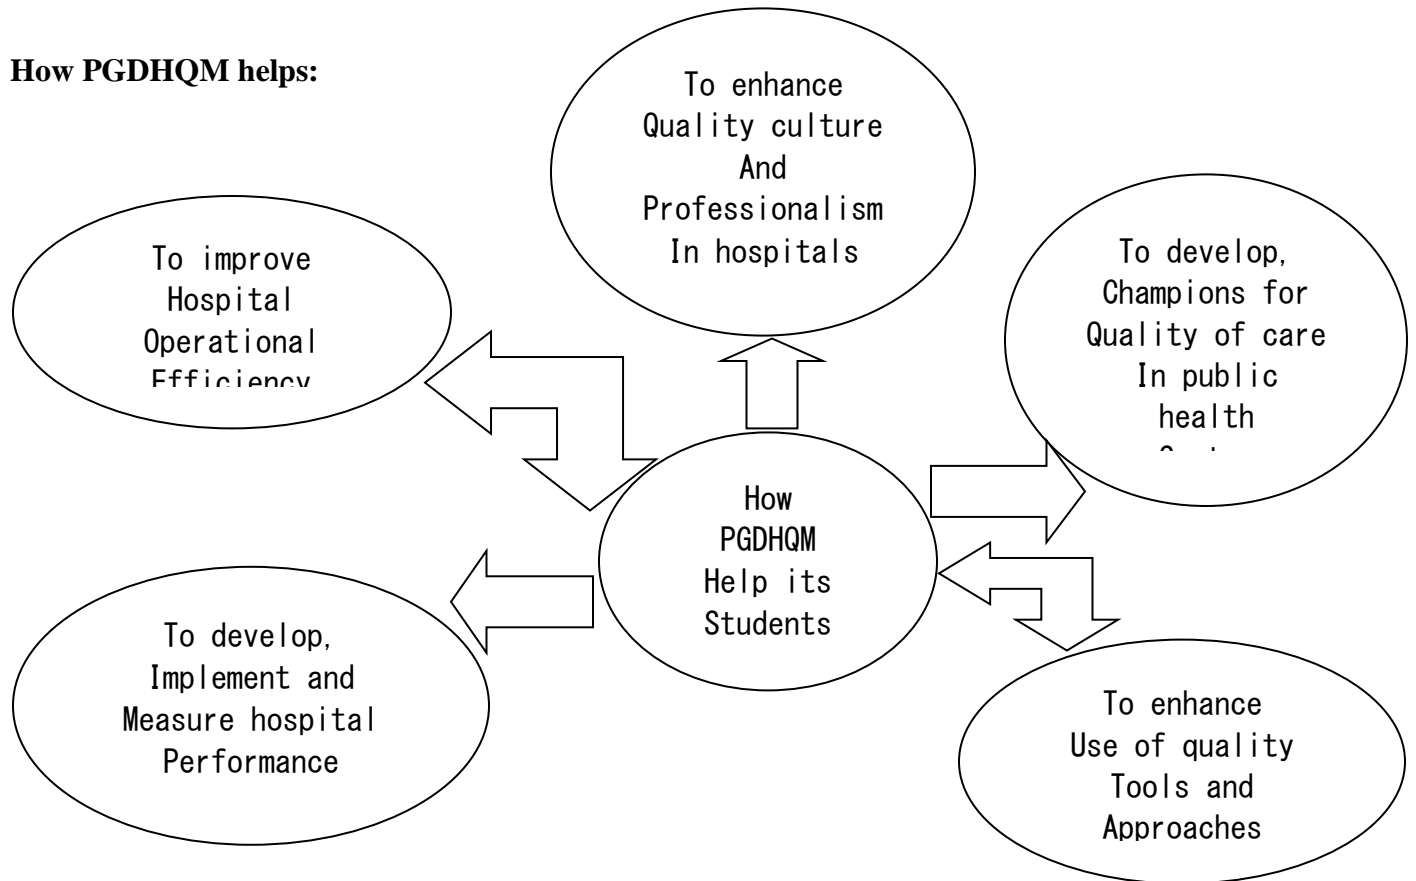 How PGDHQM helps:
To enhance
Quality culture
And
Professionalism
In hospitals
To improve
Hospital
Operational
Efficiency
To develop,
Champions for
Quality of care
In public
health
How
PGDHQM
Help its
Students
To develop,
Implement and
Measure hospital
Performance
To enhance
Use of quality
Tools and
Approaches